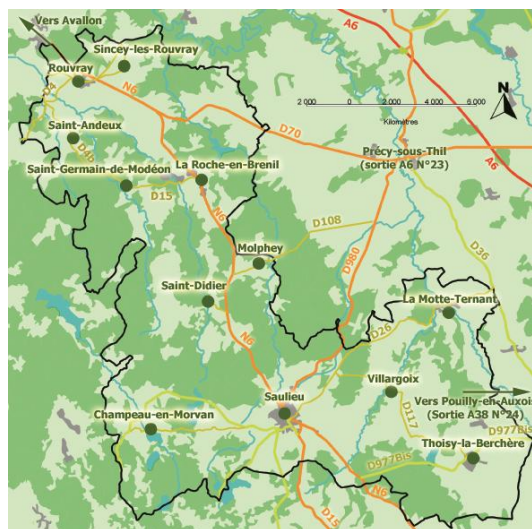 Vers Avallon
A6
Sincey-les-Rouvray
Rouvray
N6
N
D4
2 000 0 2 000 4 000 6 000
Kilomètres
Saint-Andeux
D4b
D70
A6
Précy-sous-Thil
(sortie A6 N°23)
Saint-Germain-de-Modéon
La Roche-en-Brenil
D15
N6
D108
D36
Molphey
D980
Saint-Didier
La Motte-Ternant
N6
D26
Villargoix
Vers Pouilly-en-Auxois
(Sortie A38 N°24)
Saulieu
Champeau-en-Morvan
D117
D977Bis
Thoisy-la-Berchère
D977Bis
N6
D15